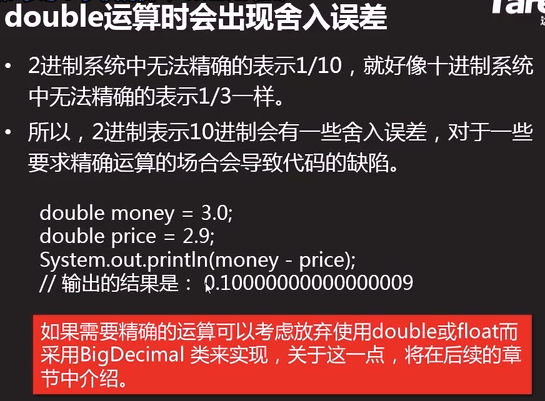 double运算时会出现舍入误差
• 2进制系统中无法精确的表示1/10，就好像十进制系统
中无法精确的表示1/3一样。
• 所以，2进制表示10进制会有一些舍入误差，对于一些
要求精确运算的场合会导致代码的缺陷。
double money = 3.0;
double price = 2.9;
System.out.println(money - price);
// 输出的结果是： 0.10000000000000009
如果需要精确的运算可以考虑放弃使用double或float而
采用BigDecimal 类来实现，关于这一点，将在后续的章
节中介绍。